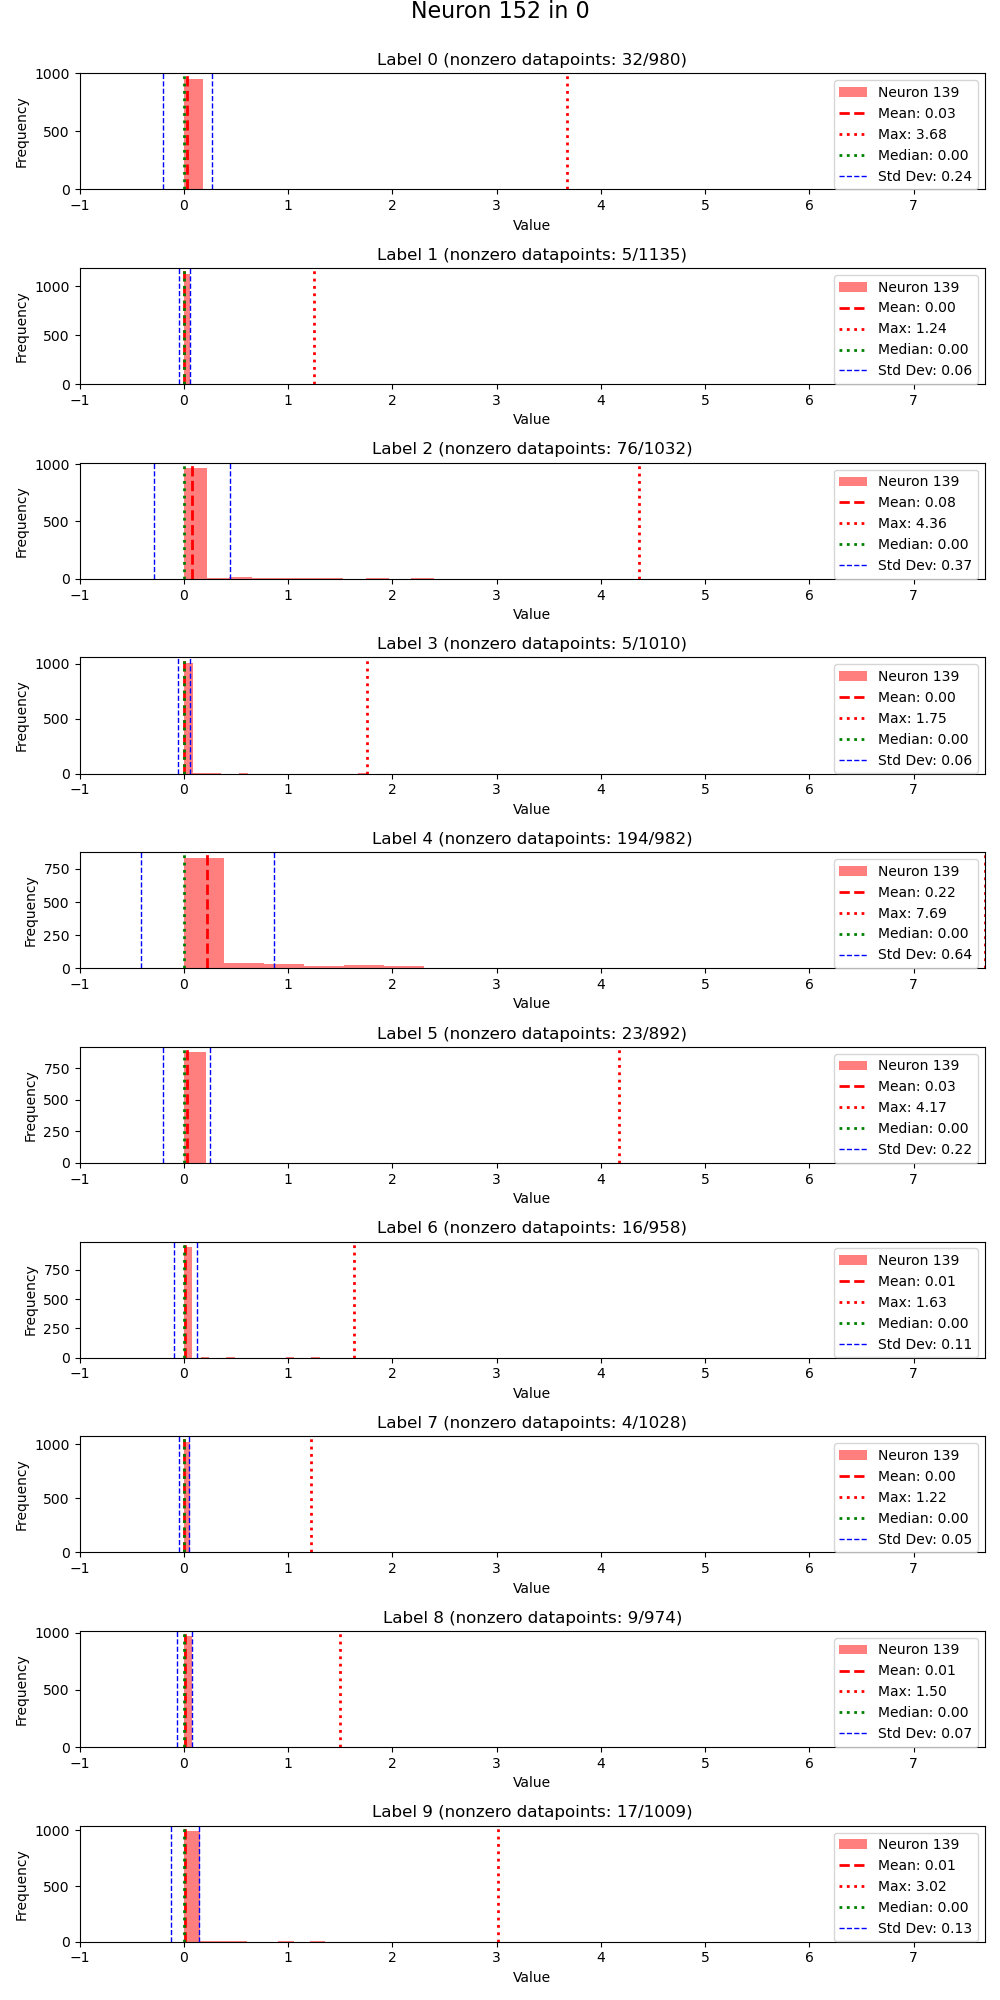 Neuron 152 in 0
Label 0 (nonzero datapoints: 32/980)
1000
500
0
Frequency
Neuron 139
Mean: 0.03
Max: 3.68
Median: 0.00
Std Dev: 0.24
−1 0 1 2 3 4 5 6 7
Value
Label 1 (nonzero datapoints: 5/1135)
1000
500
0
Frequency
Neuron 139
Mean: 0.00
Max: 1.24
Median: 0.00
Std Dev: 0.06
−1 0 1 2 3 4 5 6 7
Value
Label 2 (nonzero datapoints: 76/1032)
1000
500
0
Frequency
Neuron 139
Mean: 0.08
Max: 4.36
Median: 0.00
Std Dev: 0.37
−1 0 1 2 3 4 5 6 7
Value
Label 3 (nonzero datapoints: 5/1010)
1000
500
0
Frequency
Neuron 139
Mean: 0.00
Max: 1.75
Median: 0.00
Std Dev: 0.06
−1 0 1 2 3 4 5 6 7
Value
Label 4 (nonzero datapoints: 194/982)
750
500
250
0
Frequency
Neuron 139
Mean: 0.22
Max: 7.69
Median: 0.00
Std Dev: 0.64
−1 0 1 2 3 4 5 6 7
Value
Label 5 (nonzero datapoints: 23/892)
750
500
250
0
Frequency
Neuron 139
Mean: 0.03
Max: 4.17
Median: 0.00
Std Dev: 0.22
−1 0 1 2 3 4 5 6 7
Value
Label 6 (nonzero datapoints: 16/958)
750
500
250
0
Frequency
Neuron 139
Mean: 0.01
Max: 1.63
Median: 0.00
Std Dev: 0.11
−1 0 1 2 3 4 5 6 7
Value
Label 7 (nonzero datapoints: 4/1028)
1000
500
0
Frequency
Neuron 139
Mean: 0.00
Max: 1.22
Median: 0.00
Std Dev: 0.05
−1 0 1 2 3 4 5 6 7
Value
Label 8 (nonzero datapoints: 9/974)
1000
500
0
Frequency
Neuron 139
Mean: 0.01
Max: 1.50
Median: 0.00
Std Dev: 0.07
−1 0 1 2 3 4 5 6 7
Value
Label 9 (nonzero datapoints: 17/1009)
1000
500
0
Frequency
Neuron 139
Mean: 0.01
Max: 3.02
Median: 0.00
Std Dev: 0.13
−1 0 1 2 3 4 5 6 7
Value